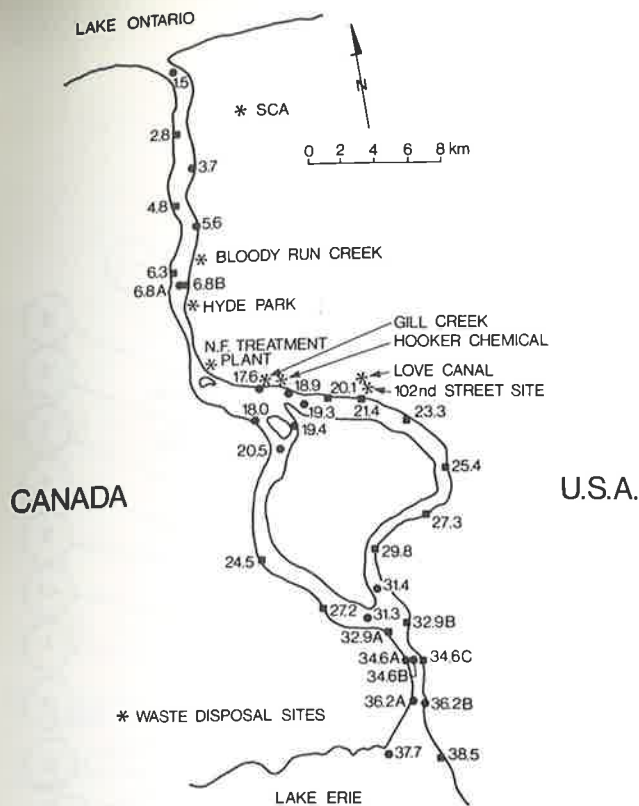 LAKE ONTARIO
1.5
* SCA
N
0 2 4 6 8 km
2.8
3.7
4.8
5.6
* BLOODY RUN CREEK
6.3
6.8A
6.8B
* HYDE PARK
GILL CREEK
HOOKER CHEMICAL
N.F. TREATMENT
* PLANT
LOVE CANAL
102nd STREET SITE
17.6
18.9
20.1
19.3
21.4
23.3
18.0
19.4
20.5
25.4
CANADA
U.S.A.
27.3
29.8
24.5
31.4
27.2
31.3
32.9B
32.9A
34.6A
34.6C
34.6B
36.2A
36.2B
* WASTE DISPOSAL SITES
37.7
38.5
LAKE ERIE